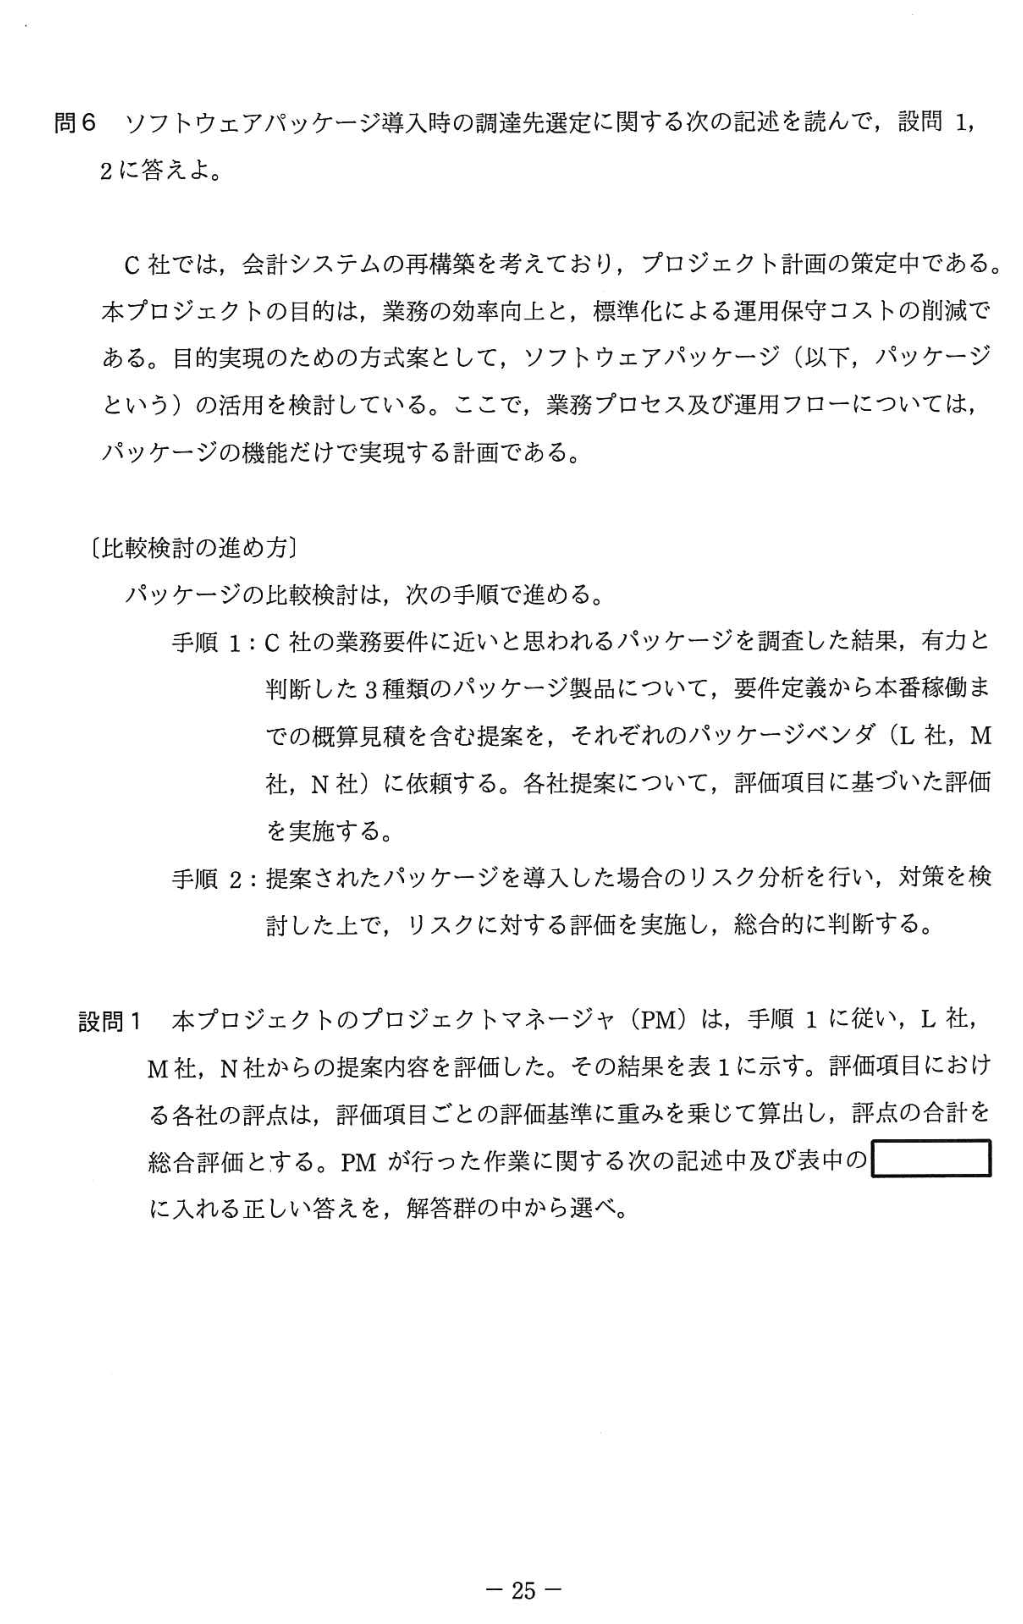 問6 ソフトウェアパッケージ導入時の調達先選定に関する次の記述を読んで，設問 1，
2に答えよ。
C 社では，会計システムの再構築を考えており，プロジェクト計画の策定中である。
本プロジェクトの目的は，業務の効率向上と，標準化による運用保守コストの削減で
ある。目的実現のための方式案として，ソフトウェアパッケージ（以下，パッケージ
という）の活用を検討している。ここで，業務プロセス及び運用フローについては，
パッケージの機能だけで実現する計画である。
〔比較検討の進め方〕
パッケージの比較検討は，次の手順で進める。
手順 1：C 社の業務要件に近いと思われるパッケージを調査した結果，有力と
判断した3種類のパッケージ製品について，要件定義から本番稼働ま
での概算見積を含む提案を，それぞれのパッケージベンダ（L 社，M
社，N 社）に依頼する。各社提案について，評価項目に基づいた評価
を実施する。
手順 2：提案されたパッケージを導入した場合のリスク分析を行い，対策を検
討した上で，リスクに対する評価を実施し，総合的に判断する。
設問1 本プロジェクトのプロジェクトマネージャ（PM）は，手順 1 に従い，L 社，
M 社，N 社からの提案内容を評価した。その結果を表1に示す。評価項目におけ
る各社の評点は，評価項目ごとの評価基準に重みを乗じて算出し，評点の合計を
総合評価とする。PM が行った作業に関する次の記述中及び表中の
に入れる正しい答えを，解答群の中から選べ。
－ 25 －